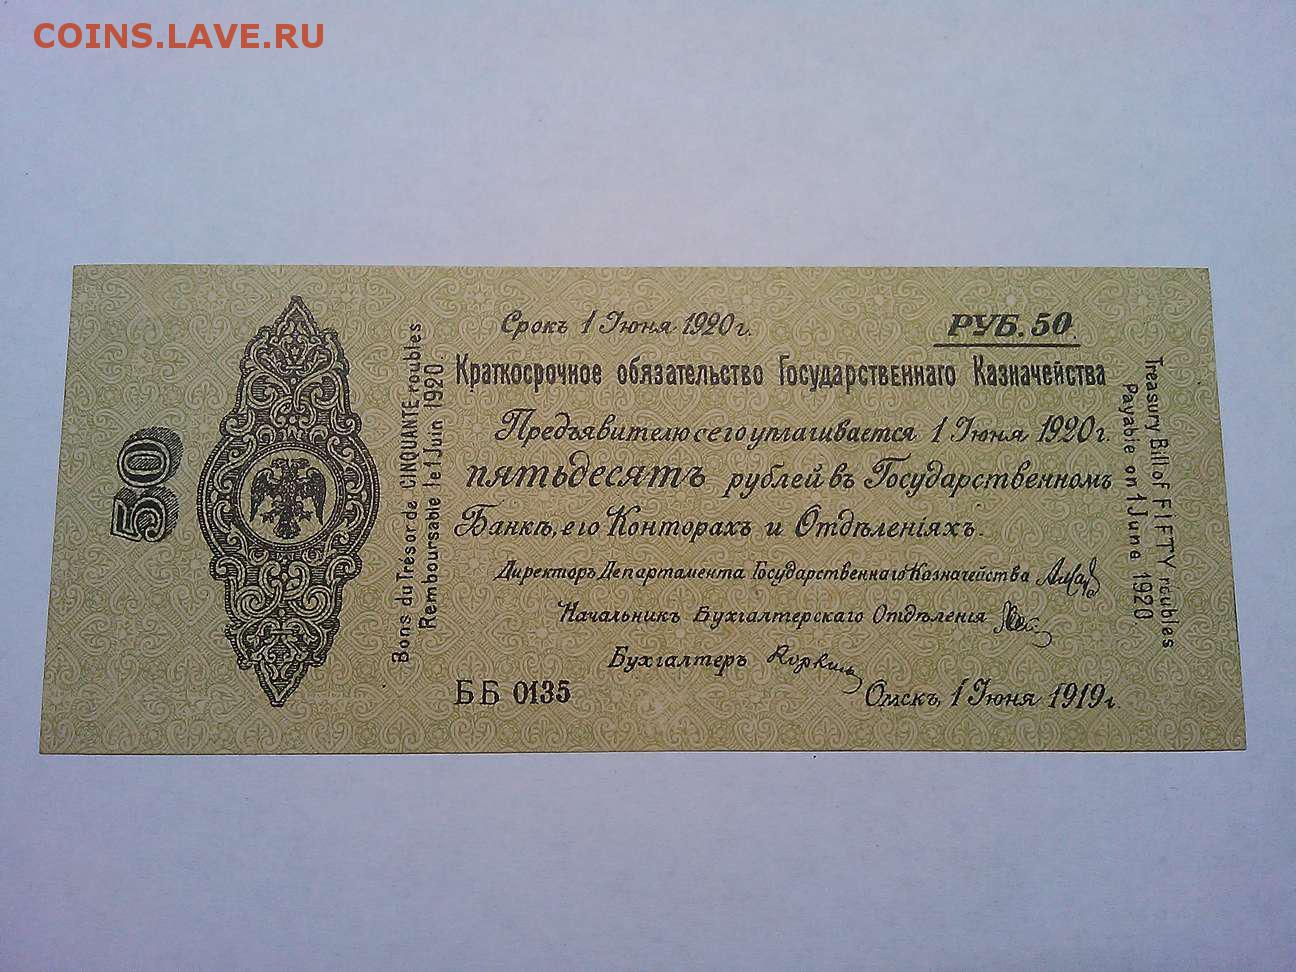 COINS.LAVE.RU
50
Bons du Trésor de CINQUANTE roubles
Remboursable le 1 Juin 1920.
Срокъ 1 Іюня 1920 г.
РУБ. 50
Краткосрочное обязательство Государственнаго Казначейства
Предъявителю сего уплачивается 1 Іюня 1920 г.
пятьдесятъ рублей въ Государственномъ
Банкѣ, его Конторахъ и Отдѣленіяхъ.
Директоръ Департамента Государственнаго Казначейства
Начальникъ Бухгалтерскаго Отдѣленія
Бухгалтеръ
ББ 0135
Омскъ, 1 Іюня 1919 г.
Treasury Bill of FIFTY roubles
Payable on 1 June 1920